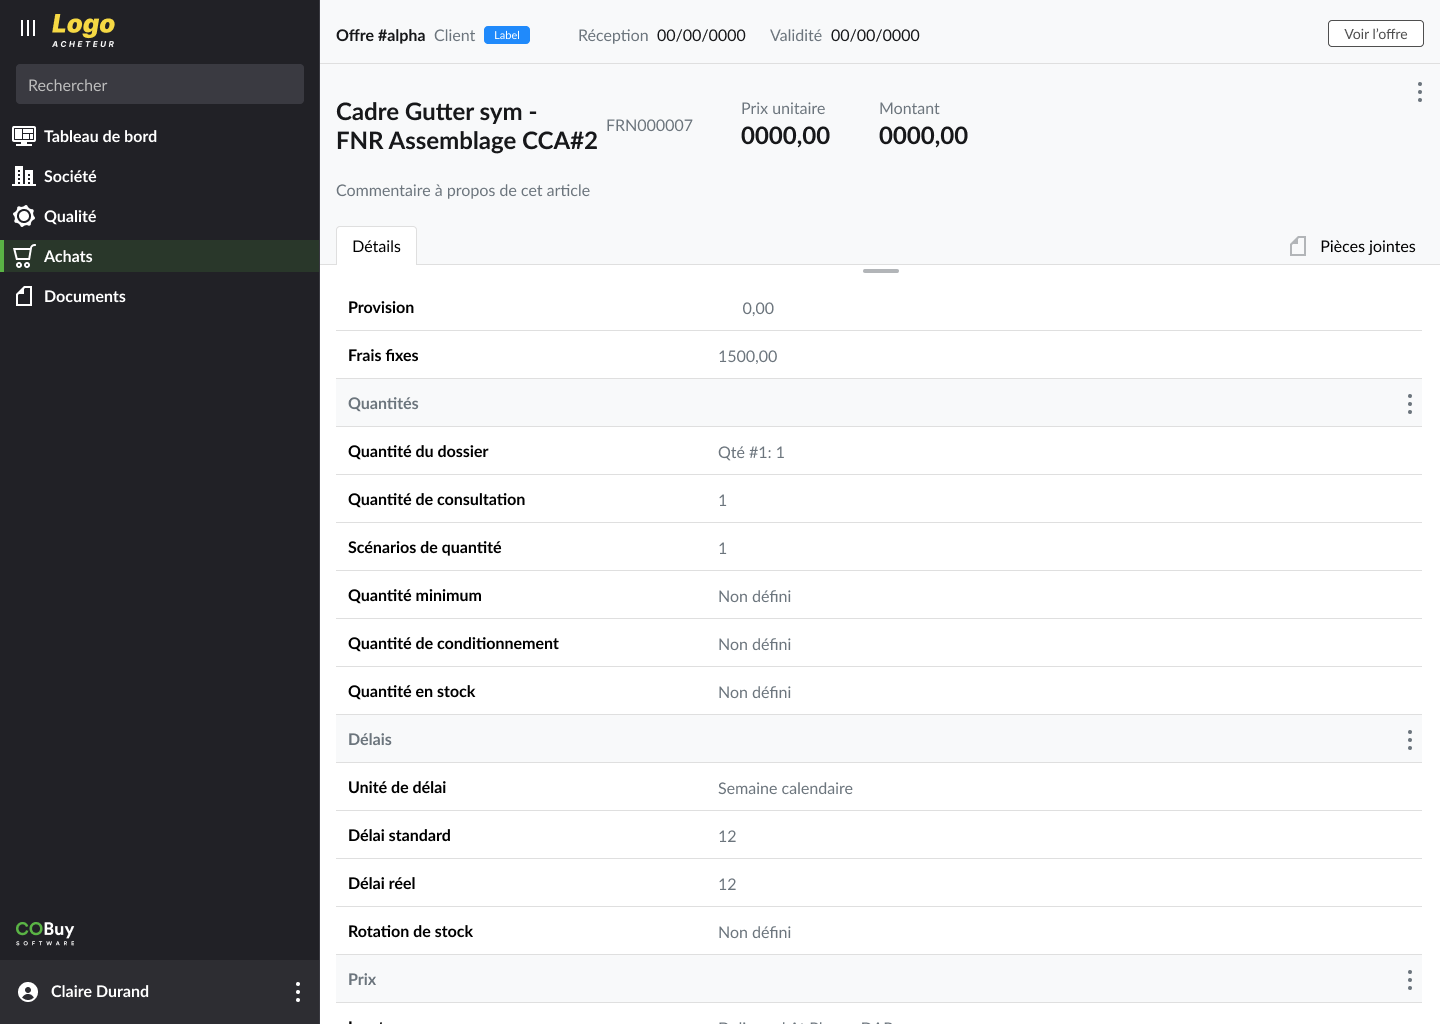 Logo
ACHETEUR
Rechercher
Tableau de bord
Société
Qualité
Achats
Documents
COBuy
SOFTWARE
Claire Durand
Offre #alpha Client Label Réception 00/00/0000 Validité 00/00/0000 Voir l'offre
Cadre Gutter sym -
FNR Assemblage CCA#2
FRN000007
Prix unitaire
0000,00
Montant
0000,00
Commentaire à propos de cet article
Détails
Pièces jointes
Provision 0,00
Frais fixes 1500,00
Quantités
Quantité du dossier Qté #1: 1
Quantité de consultation 1
Scénarios de quantité 1
Quantité minimum Non défini
Quantité de conditionnement Non défini
Quantité en stock Non défini
Délais
Unité de délai Semaine calendaire
Délai standard 12
Délai réel 12
Rotation de stock Non défini
Prix